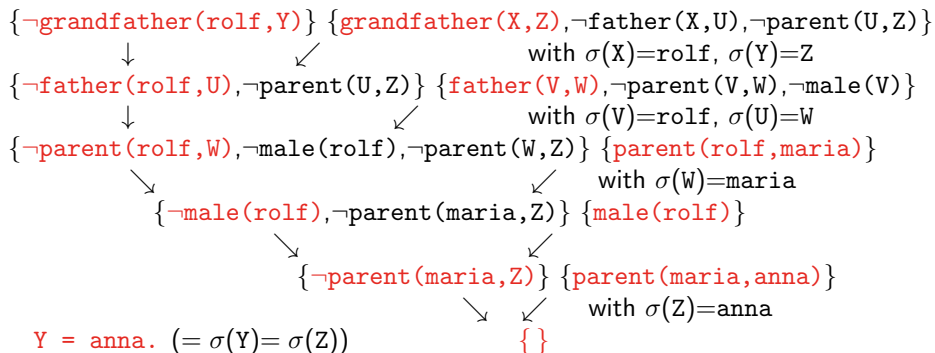 {¬grandfather(rolf,Y)} {grandfather(X,Z),¬father(X,U),¬parent(U,Z)}
↓ ↙ with σ(X)=rolf, σ(Y)=Z
{¬father(rolf,U),¬parent(U,Z)} {father(V,W),¬parent(V,W),¬male(V)}
↓ ↙ with σ(V)=rolf, σ(U)=W
{¬parent(rolf,W),¬male(rolf),¬parent(W,Z)} {parent(rolf,maria)}
↘ ↙ with σ(W)=maria
{¬male(rolf),¬parent(maria,Z)} {male(rolf)}
↘ ↙
{¬parent(maria,Z)} {parent(maria,anna)}
↘ ↙ with σ(Z)=anna
Y = anna. (= σ(Y)= σ(Z)) { }